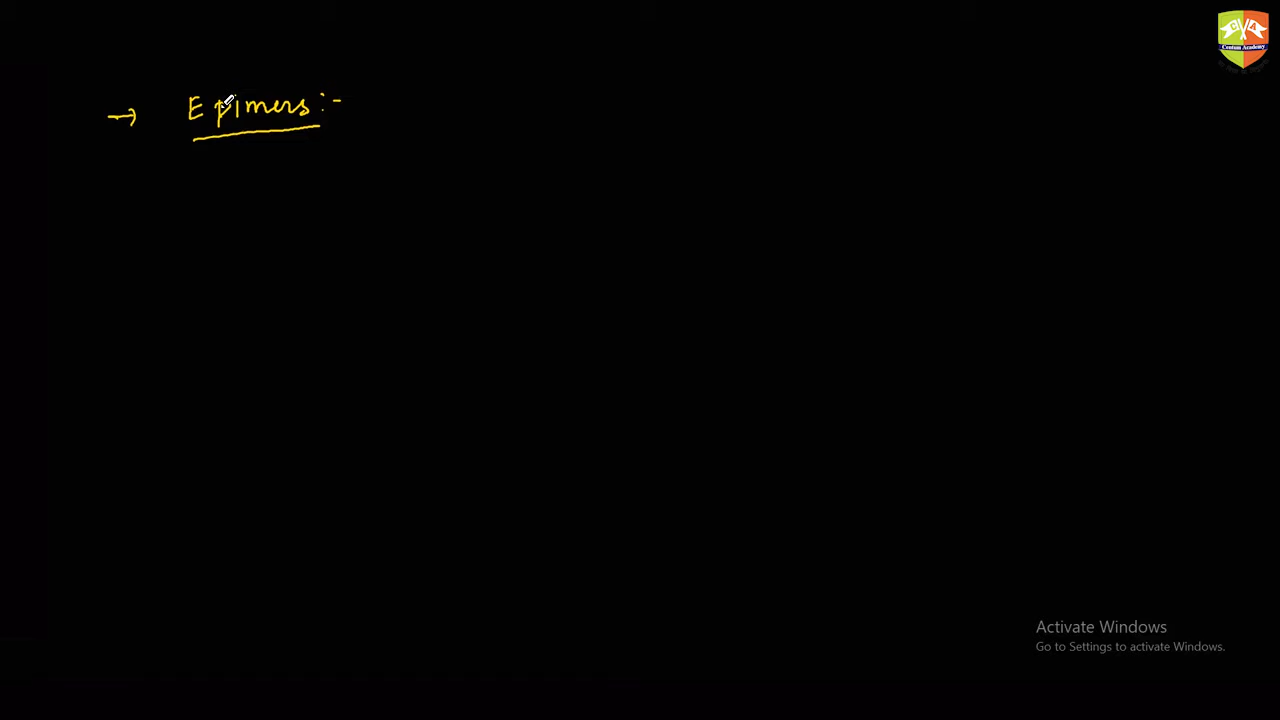 → Epimers :-
C A
Centum Academy
Activate Windows
Go to Settings to activate Windows.